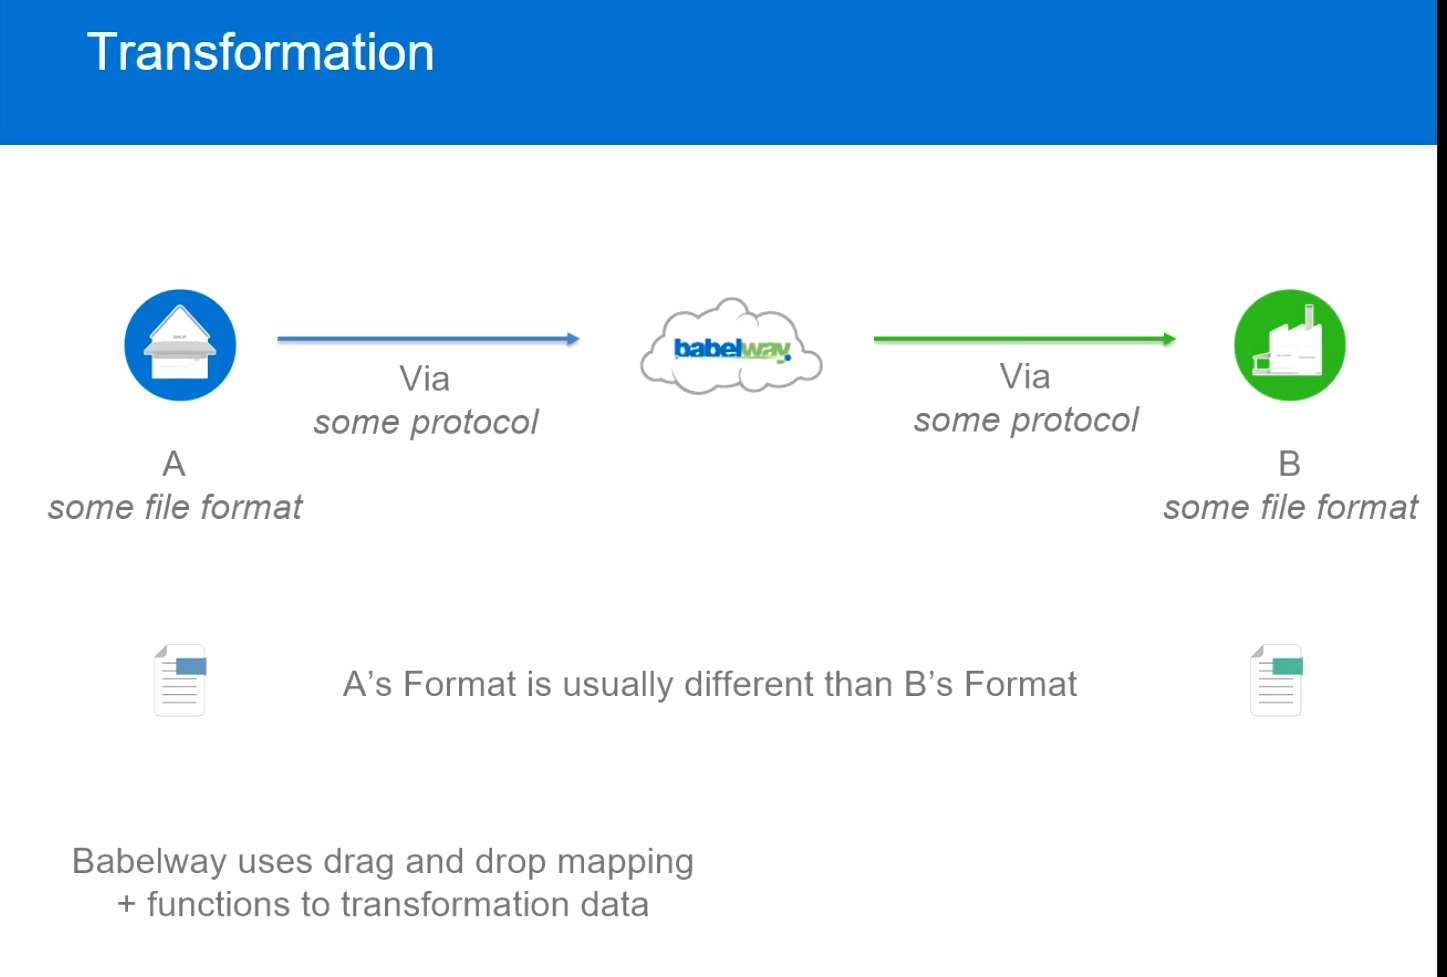 Transformation
SHOP
babelway
Via
some protocol
Via
some protocol
A
some file format
B
some file format
A’s Format is usually different than B’s Format
Babelway uses drag and drop mapping
+ functions to transformation data